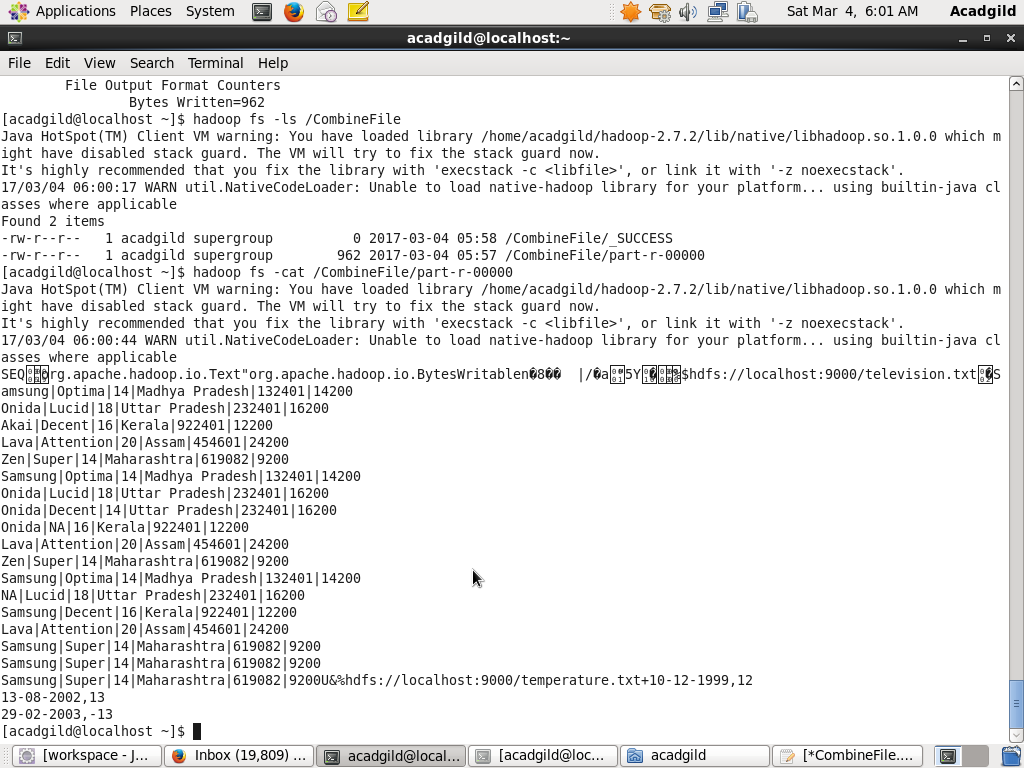 Applications Places System Sat Mar 4, 6:01 AM Acadgild
acadgild@localhost:~
File Edit View Search Terminal Help
File Output Format Counters
Bytes Written=962
[acadgild@localhost ~]$ hadoop fs -ls /CombineFile
Java HotSpot(TM) Client VM warning: You have loaded library /home/acadgild/hadoop-2.7.2/lib/native/libhadoop.so.1.0.0 which m
ight have disabled stack guard. The VM will try to fix the stack guard now.
It's highly recommended that you fix the library with 'execstack -c <libfile>', or link it with '-z noexecstack'.
17/03/04 06:00:17 WARN util.NativeCodeLoader: Unable to load native-hadoop library for your platform... using builtin-java cl
asses where applicable
Found 2 items
-rw-r--r-- 1 acadgild supergroup 0 2017-03-04 05:58 /CombineFile/_SUCCESS
-rw-r--r-- 1 acadgild supergroup 962 2017-03-04 05:57 /CombineFile/part-r-00000
[acadgild@localhost ~]$ hadoop fs -cat /CombineFile/part-r-00000
Java HotSpot(TM) Client VM warning: You have loaded library /home/acadgild/hadoop-2.7.2/lib/native/libhadoop.so.1.0.0 which m
ight have disabled stack guard. The VM will try to fix the stack guard now.
It's highly recommended that you fix the library with 'execstack -c <libfile>', or link it with '-z noexecstack'.
17/03/04 06:00:44 WARN util.NativeCodeLoader: Unable to load native-hadoop library for your platform... using builtin-java cl
asses where applicable
SEQ org.apache.hadoop.io.Text"org.apache.hadoop.io.BytesWritablen�8�� |/�a 5Y � %$hdfs://localhost:9000/television.txt �S
amsung|Optima|14|Madhya Pradesh|132401|14200
Onida|Lucid|18|Uttar Pradesh|232401|16200
Akai|Decent|16|Kerala|922401|12200
Lava|Attention|20|Assam|454601|24200
Zen|Super|14|Maharashtra|619082|9200
Samsung|Optima|14|Madhya Pradesh|132401|14200
Onida|Lucid|18|Uttar Pradesh|232401|16200
Onida|Decent|14|Uttar Pradesh|232401|16200
Onida|NA|16|Kerala|922401|12200
Lava|Attention|20|Assam|454601|24200
Zen|Super|14|Maharashtra|619082|9200
Samsung|Optima|14|Madhya Pradesh|132401|14200
NA|Lucid|18|Uttar Pradesh|232401|16200
Samsung|Decent|16|Kerala|922401|12200
Lava|Attention|20|Assam|454601|24200
Samsung|Super|14|Maharashtra|619082|9200
Samsung|Super|14|Maharashtra|619082|9200
Samsung|Super|14|Maharashtra|619082|9200U&%hdfs://localhost:9000/temperature.txt+10-12-1999,12
13-08-2002,13
29-02-2003,-13
[acadgild@localhost ~]$
[workspace - J... Inbox (19,809) ... acadgild@local... [acadgild@loc... acadgild [*CombineFile....